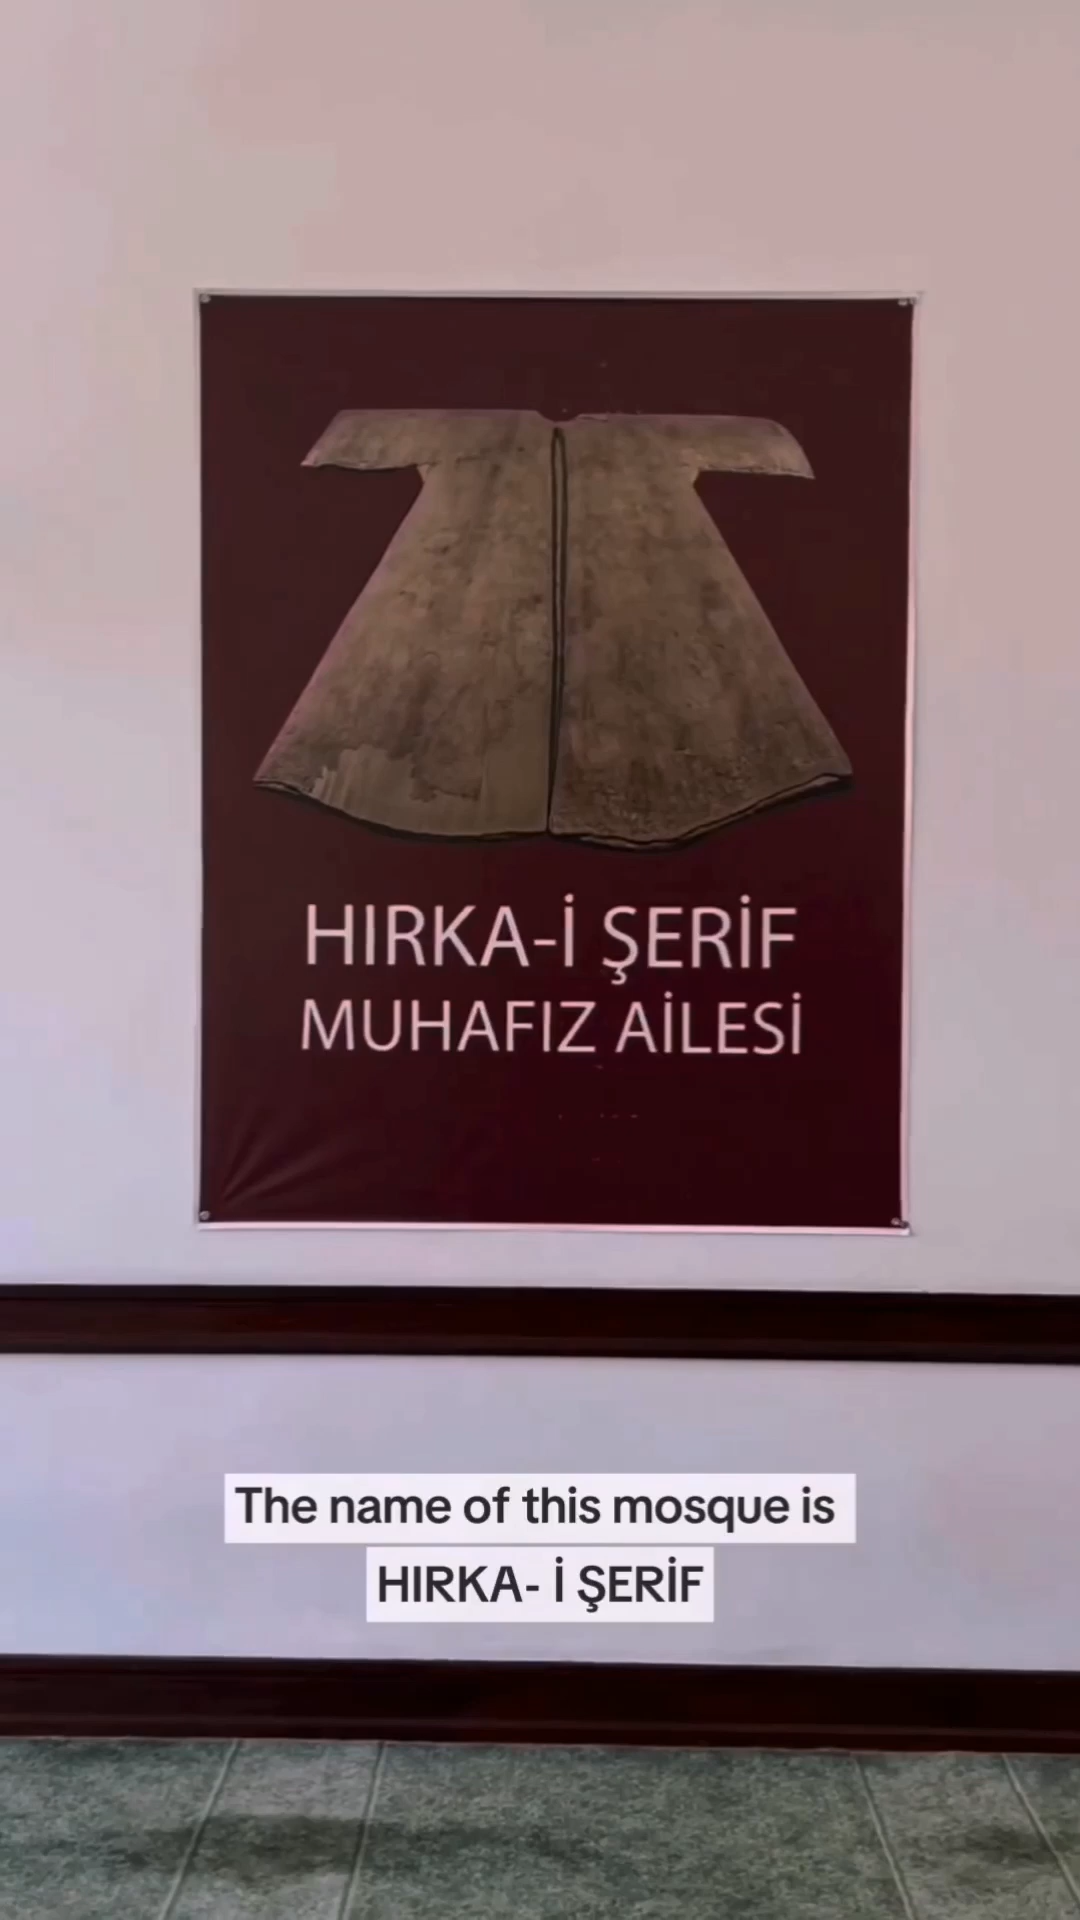 HIRKA-İ ŞERİF
MUHAFIZ AİLESİ
The name of this mosque is
HIRKA- İ ŞERİF